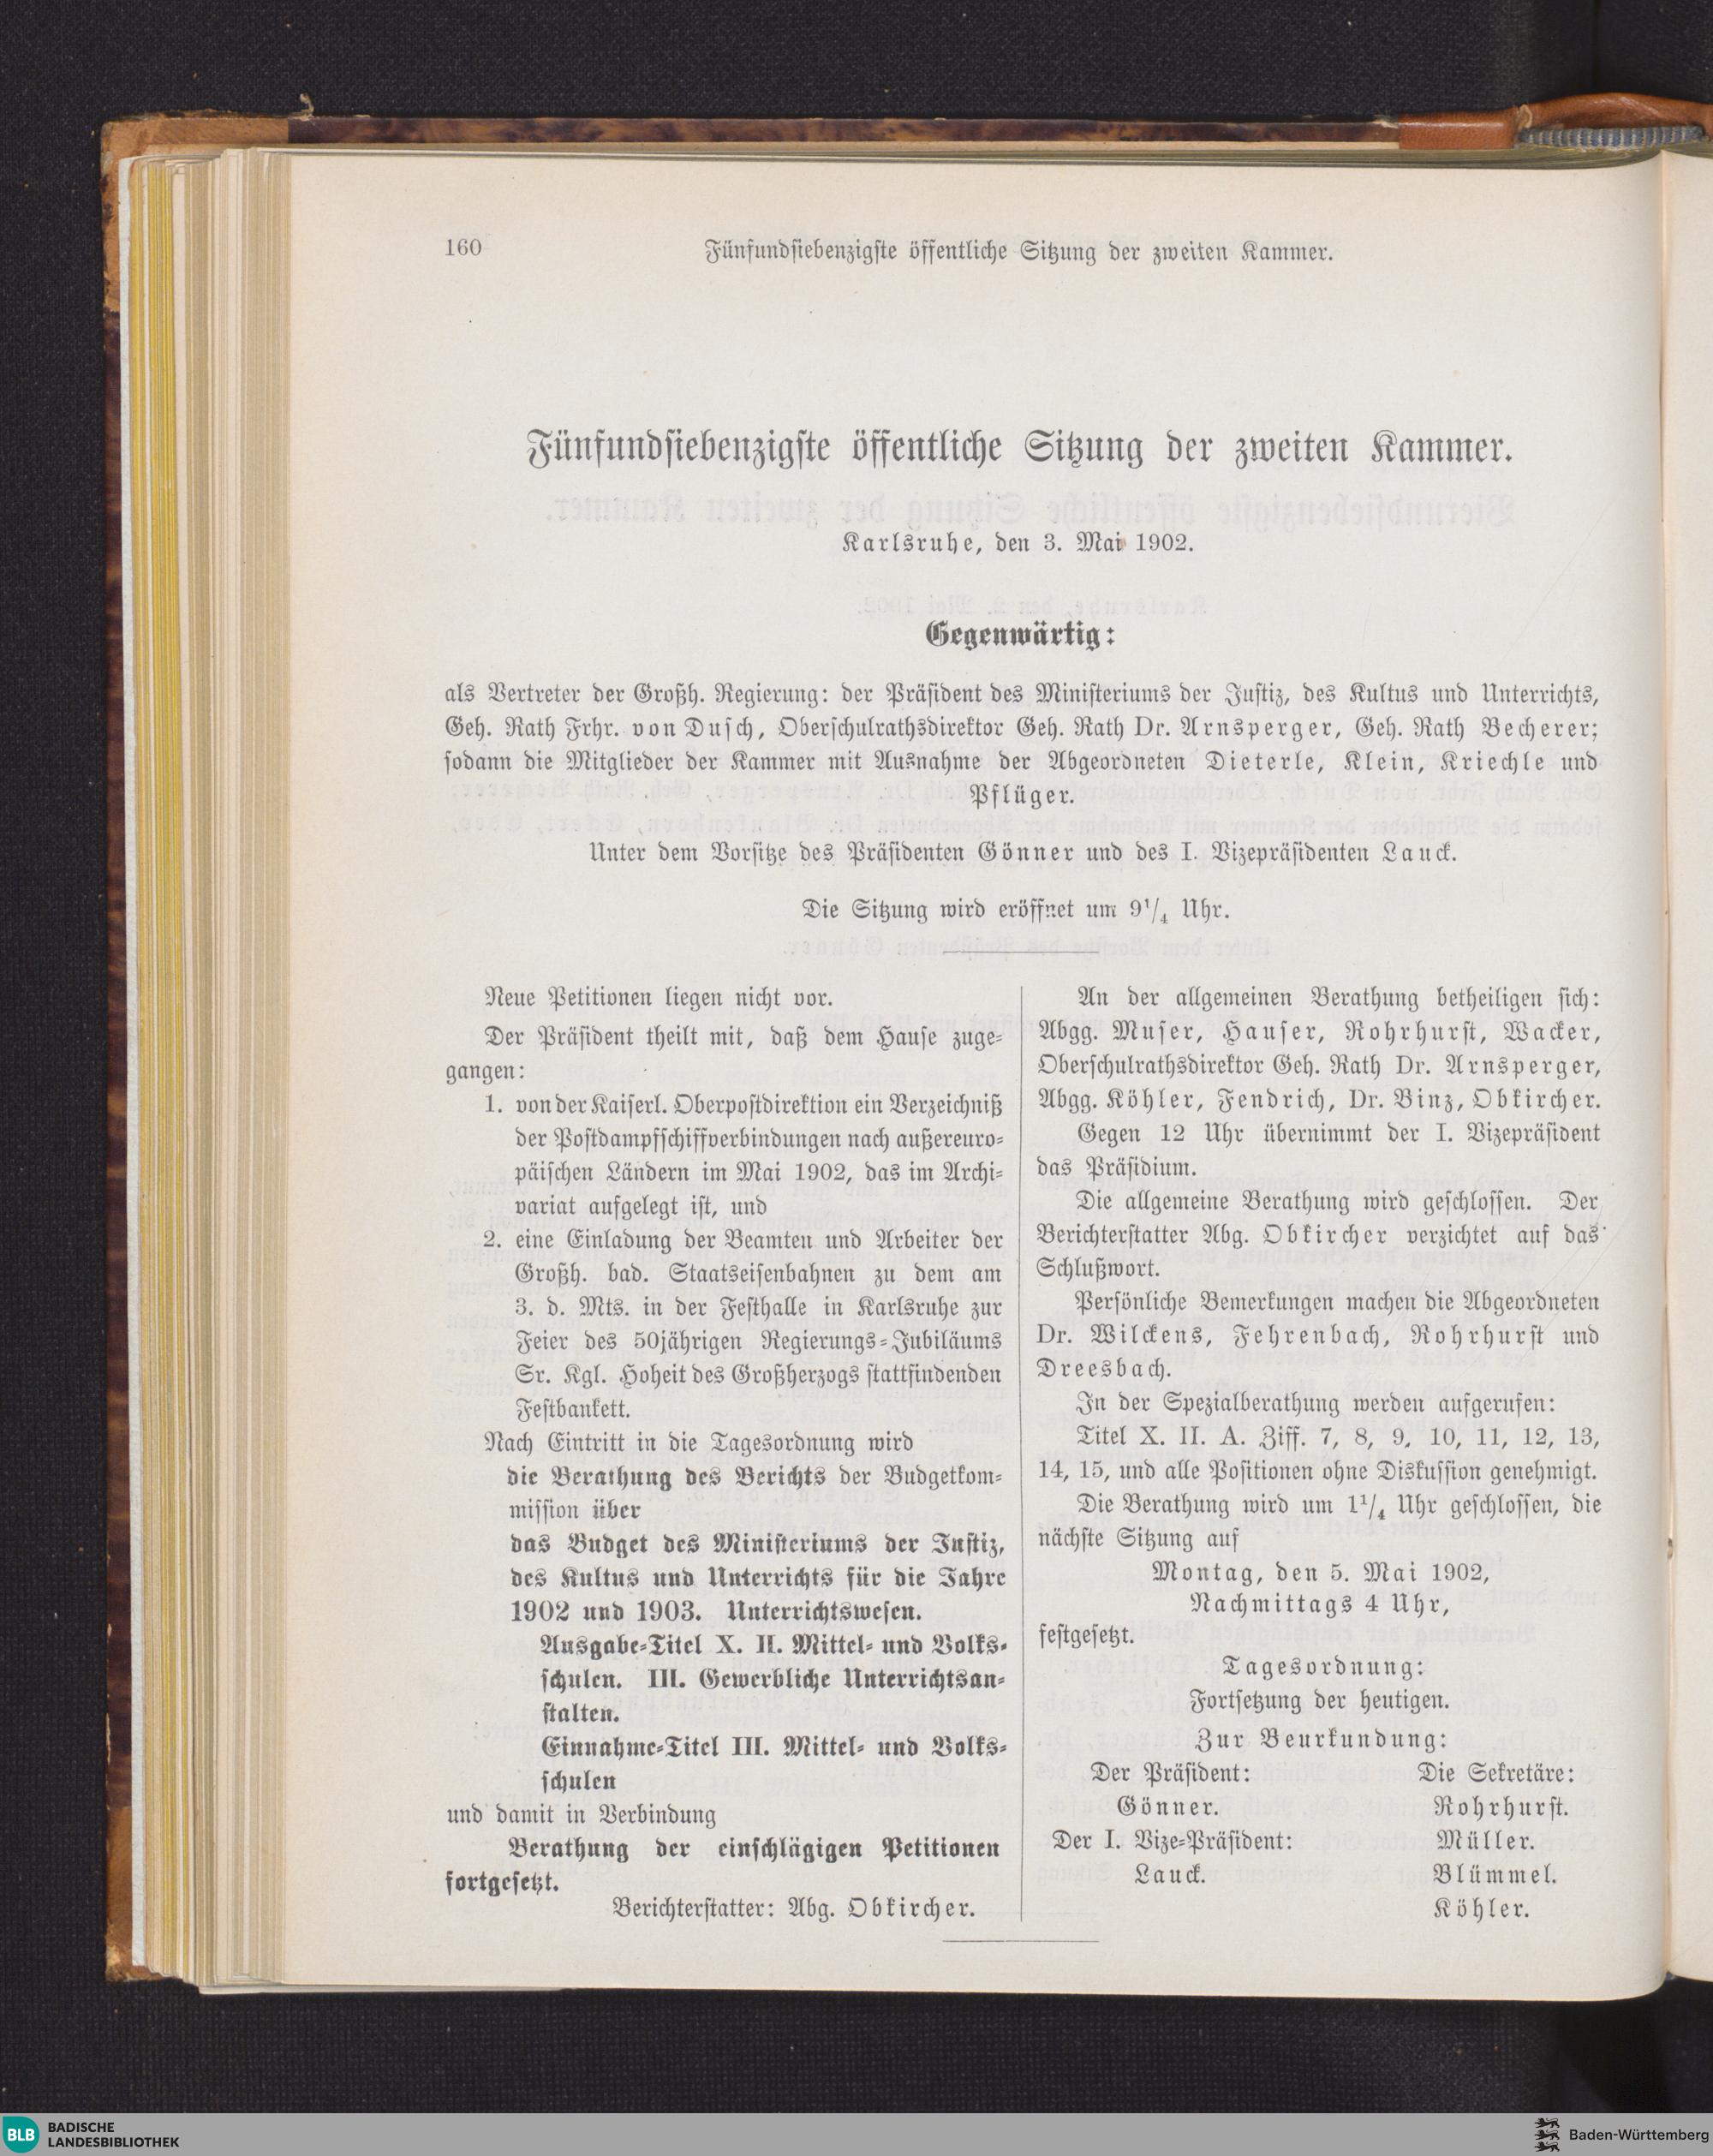 160
Fünfundsiebenzigste öffentliche Sitzung der zweiten Kammer.
Fünfundsiebenzigste öffentliche Sitzung der zweiten Kammer.
Karlsruhe, den 3. Mai 1902.
Gegenwärtig:
als Vertreter der Großh. Regierung: der Präsident des Ministeriums der Justiz, des Kultus und Unterrichts,
Geh. Rath Frhr. von Dusch, Oberschulrathsdirektor Geh. Rath Dr. Arnsperger, Geh. Rath Becherer;
sodann die Mitglieder der Kammer mit Ausnahme der Abgeordneten Dieterle, Klein, Kriechle und
Pflüger.
Unter dem Vorsitze des Präsidenten Gönner und des I. Vizepräsidenten Lauck.
Die Sitzung wird eröffnet um 9¹/₄ Uhr.
Neue Petitionen liegen nicht vor.
Der Präsident theilt mit, daß dem Hause zuge-
gangen:
1. von der Kaiserl. Oberpostdirektion ein Verzeichniß
der Postdampfschiffverbindungen nach außereuro-
päischen Ländern im Mai 1902, das im Archi-
variat aufgelegt ist, und
2. eine Einladung der Beamten und Arbeiter der
Großh. bad. Staatseisenbahnen zu dem am
3. d. Mts. in der Festhalle in Karlsruhe zur
Feier des 50jährigen Regierungs-Jubiläums
Sr. Kgl. Hoheit des Großherzogs stattfindenden
Festbankett.
Nach Eintritt in die Tagesordnung wird
die Berathung des Berichts der Budgetkom-
mission über
das Budget des Ministeriums der Justiz,
des Kultus und Unterrichts für die Jahre
1902 und 1903. Unterrichtswesen.
Ausgabe-Titel X. II. Mittel- und Volks-
schulen. III. Gewerbliche Unterrichtsan-
stalten.
Einnahme-Titel III. Mittel- und Volks-
schulen
und damit in Verbindung
Berathung der einschlägigen Petitionen
fortgesetzt.
Berichterstatter: Abg. Obkircher.
An der allgemeinen Berathung betheiligen sich:
Abgg. Muser, Hauser, Rohrhurst, Wacker,
Oberschulrathsdirektor Geh. Rath Dr. Arnsperger,
Abgg. Köhler, Fendrich, Dr. Binz, Obkircher.
Gegen 12 Uhr übernimmt der I. Vizepräsident
das Präsidium.
Die allgemeine Berathung wird geschlossen. Der
Berichterstatter Abg. Obkircher verzichtet auf das
Schlußwort.
Persönliche Bemerkungen machen die Abgeordneten
Dr. Wilckens, Fehrenbach, Rohrhurst und
Dreesbach.
In der Spezialberathung werden aufgerufen:
Titel X. II. A. Ziff. 7, 8, 9, 10, 11, 12, 13,
14, 15, und alle Positionen ohne Diskussion genehmigt.
Die Berathung wird um 1¹/₄ Uhr geschlossen, die
nächste Sitzung auf
Montag, den 5. Mai 1902,
Nachmittags 4 Uhr,
festgesetzt.
Tagesordnung:
Fortsetzung der heutigen.
Zur Beurkundung:
Der Präsident: Die Sekretäre:
Gönner. Rohrhurst.
Der I. Vize-Präsident: Müller.
Lauck. Blümmel.
Köhler.
BLB BADISCHE
LANDESBIBLIOTHEK
Baden-Württemberg